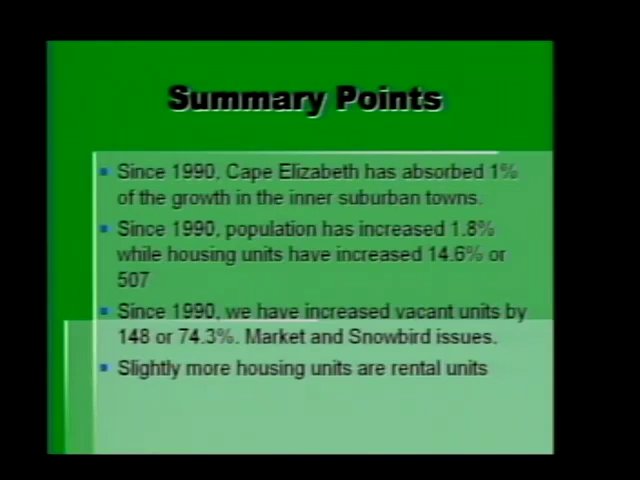 Summary Points
Since 1990, Cape Elizabeth has absorbed 1%
of the growth in the inner suburban towns.
Since 1990, population has increased 1.8%
while housing units have increased 14.6% or
507
Since 1990, we have increased vacant units by
148 or 74.3%. Market and Snowbird issues.
Slightly more housing units are rental units